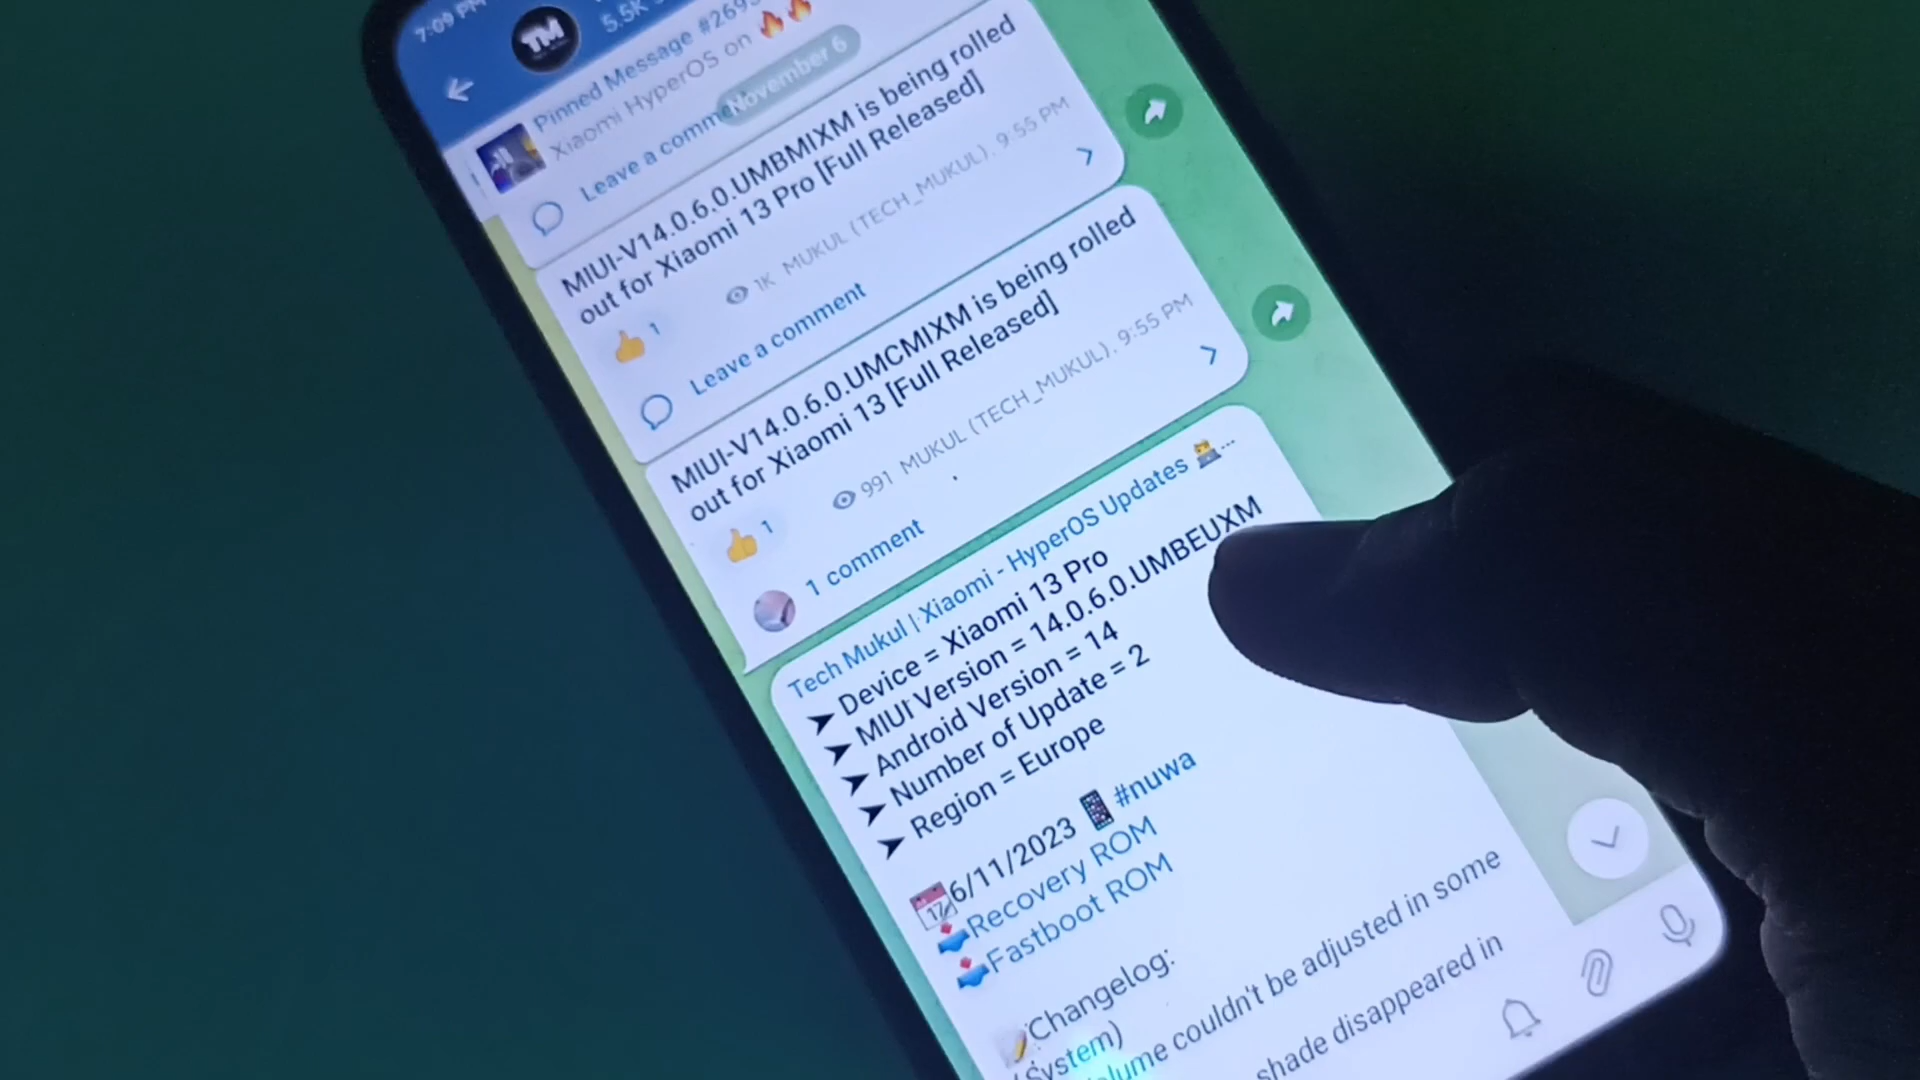 7:09 PM
TM
5.5K
Pinned Message #269
Xiaomi HyperOS on 🔥🔥
November 6
Leave a comme
MIUI-V14.0.6.0.UMBMIXM is being rolled
out for Xiaomi 13 Pro [Full Released]
👍 1
1K MUKUL (TECH_MUKUL), 9:55 PM
Leave a comment
MIUI-V14.0.6.0.UMCMIXM is being rolled
out for Xiaomi 13 [Full Released]
👍 1
991 MUKUL (TECH_MUKUL), 9:55 PM
1 comment
Tech Mukul | Xiaomi - HyperOS Updates 👨‍💻...
➤ Device = Xiaomi 13 Pro
➤ MIUI Version = 14.0.6.0.UMBEUXM
➤ Android Version = 14
➤ Number of Update = 2
➤ Region = Europe
📅6/11/2023 📱 #nuwa
📥Recovery ROM
📥Fastboot ROM
📝Changelog:
(System)
lume couldn't be adjusted in some
shade disappeared in